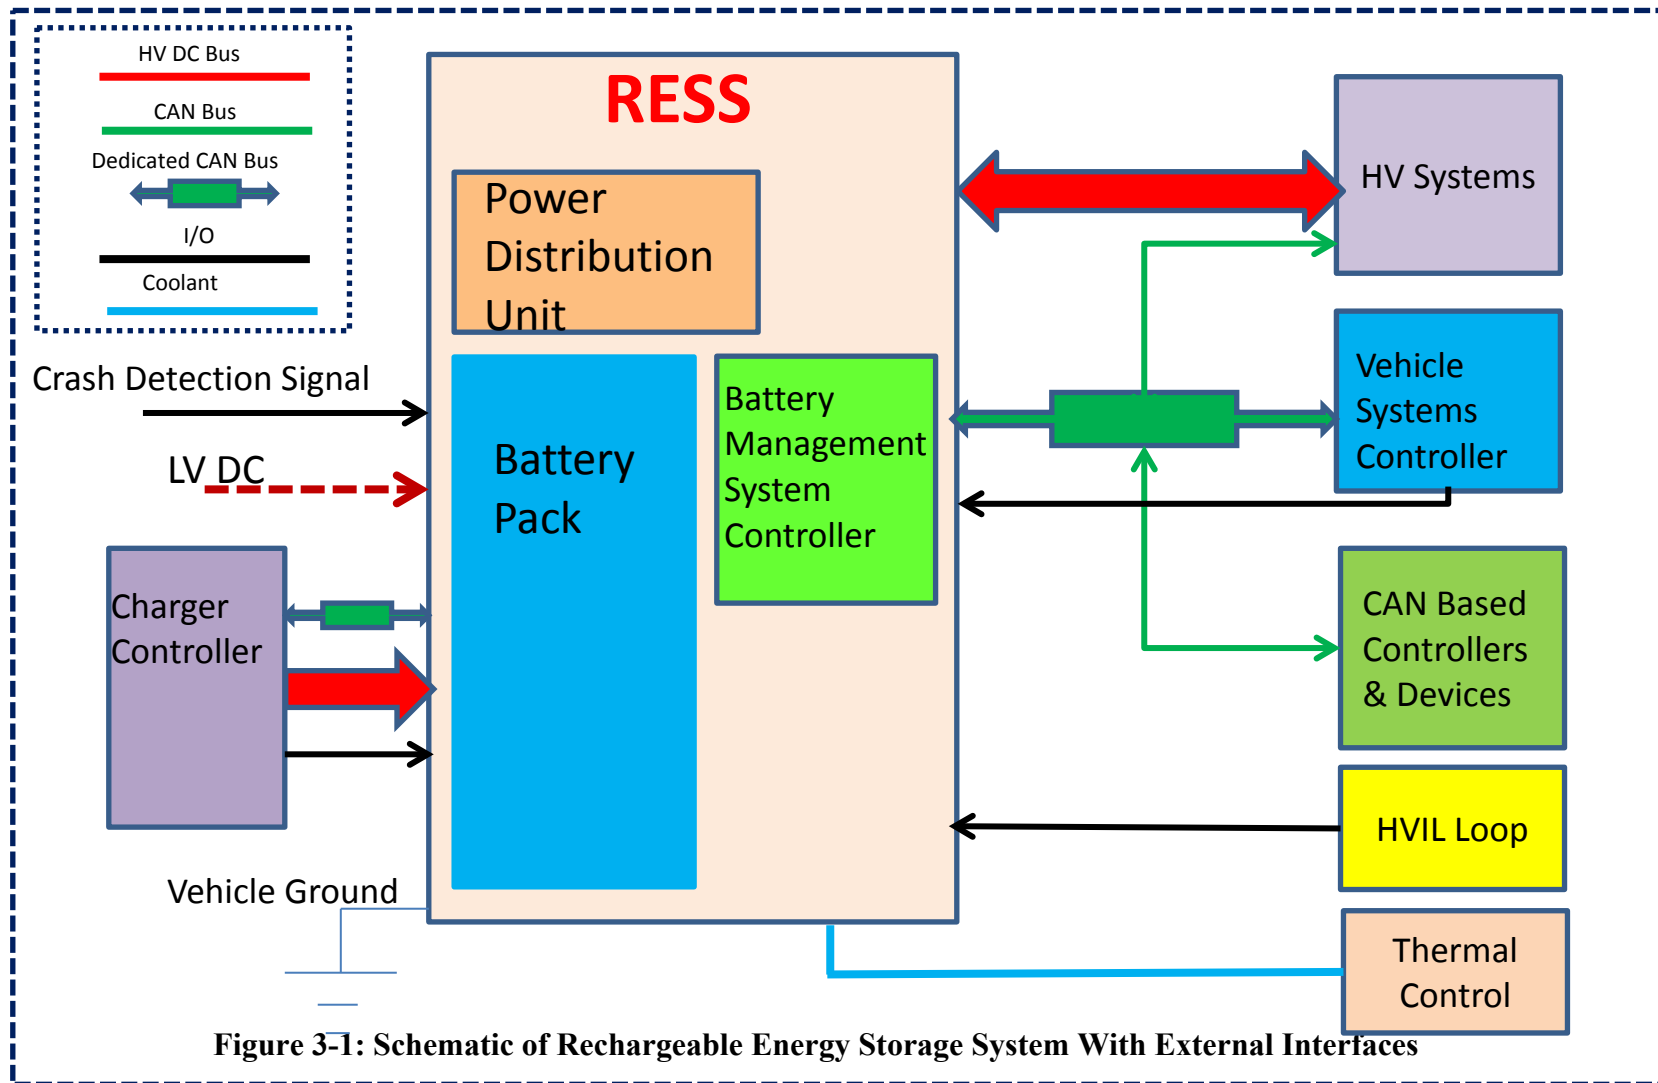 HV DC Bus
CAN Bus
Dedicated CAN Bus
I/O
Coolant
RESS
Power
Distribution
Unit
Battery
Pack
Battery
Management
System
Controller
Crash Detection Signal
LV DC
Charger
Controller
Vehicle Ground
HV Systems
Vehicle
Systems
Controller
CAN Based
Controllers
& Devices
HVIL Loop
Thermal
Control
Figure 3-1: Schematic of Rechargeable Energy Storage System With External Interfaces